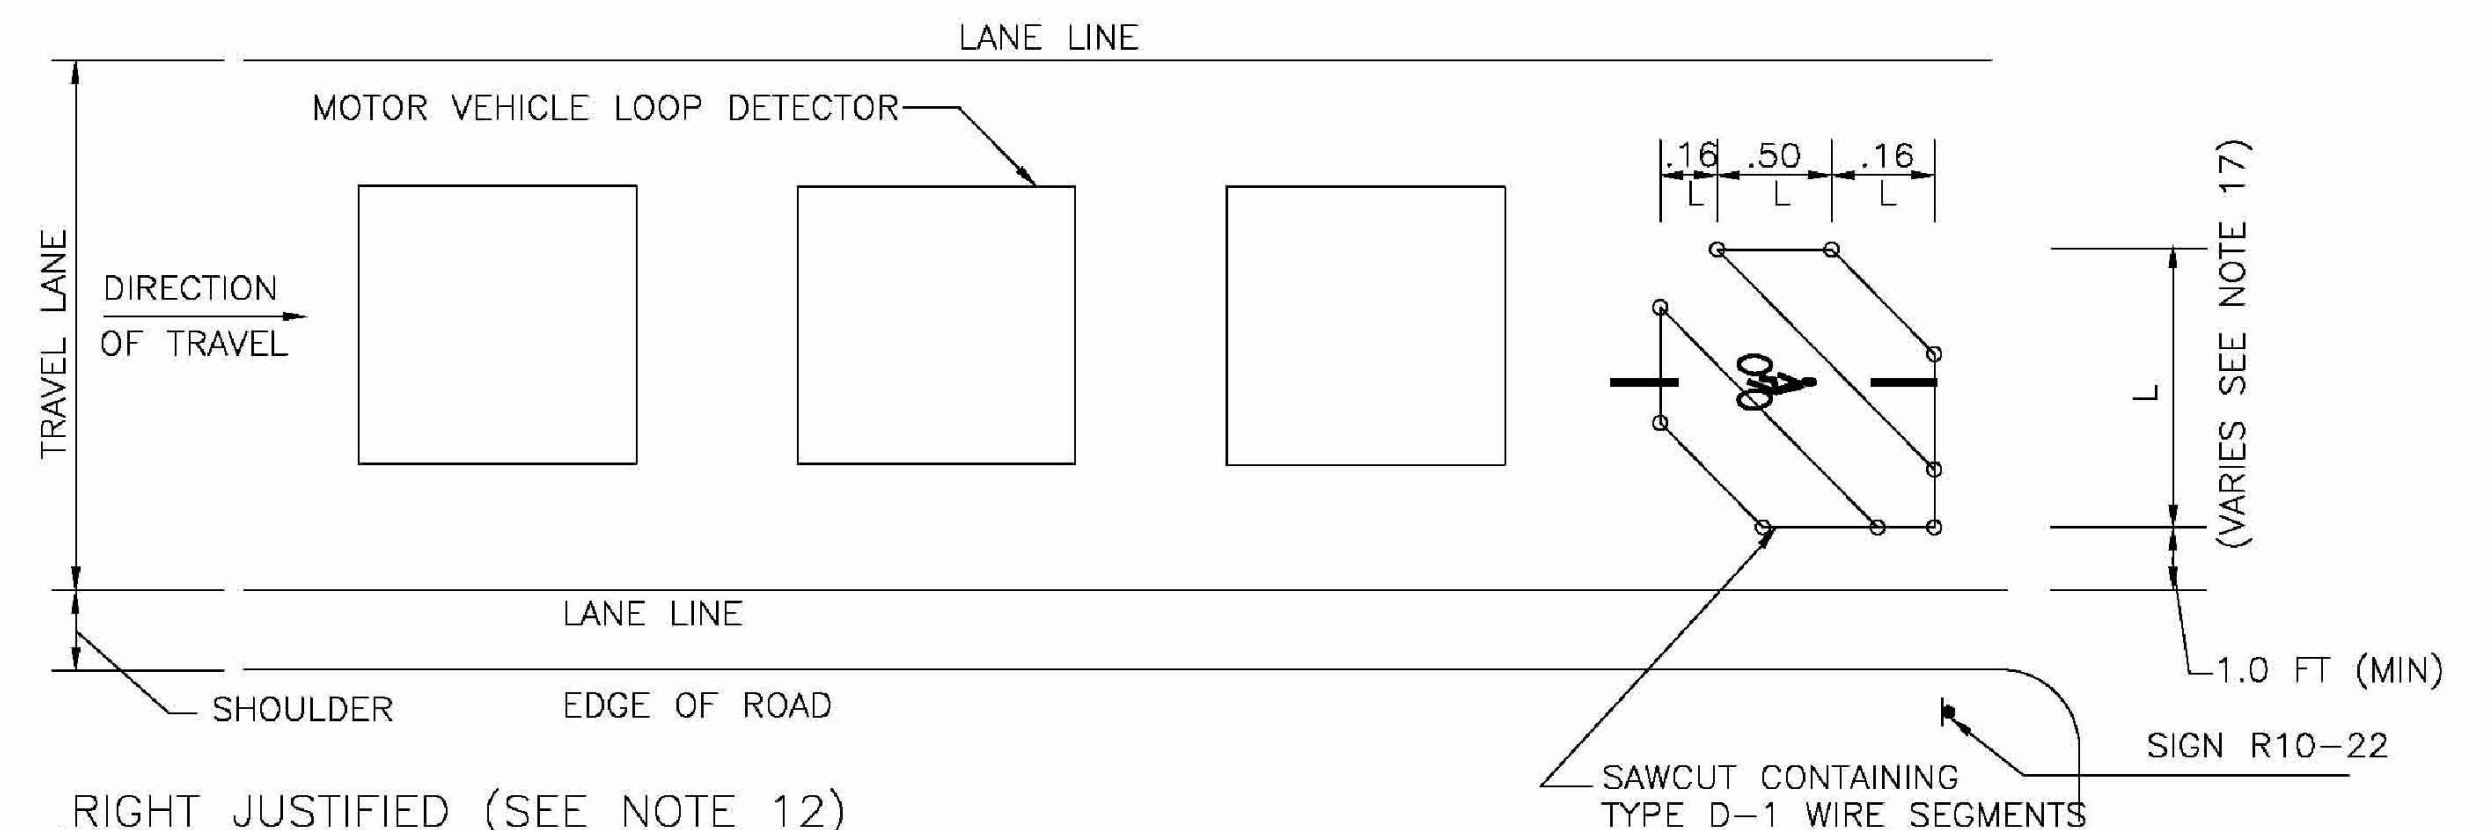 LANE LINE
MOTOR VEHICLE LOOP DETECTOR
.16 .50 .16
L L L
TRAVEL LANE
DIRECTION
OF TRAVEL
L
(VARIES SEE NOTE 17)
LANE LINE
1.0 FT (MIN)
SHOULDER
EDGE OF ROAD
SIGN R10-22
SAWCUT CONTAINING
TYPE D-1 WIRE SEGMENTS
RIGHT JUSTIFIED (SEE NOTE 12)